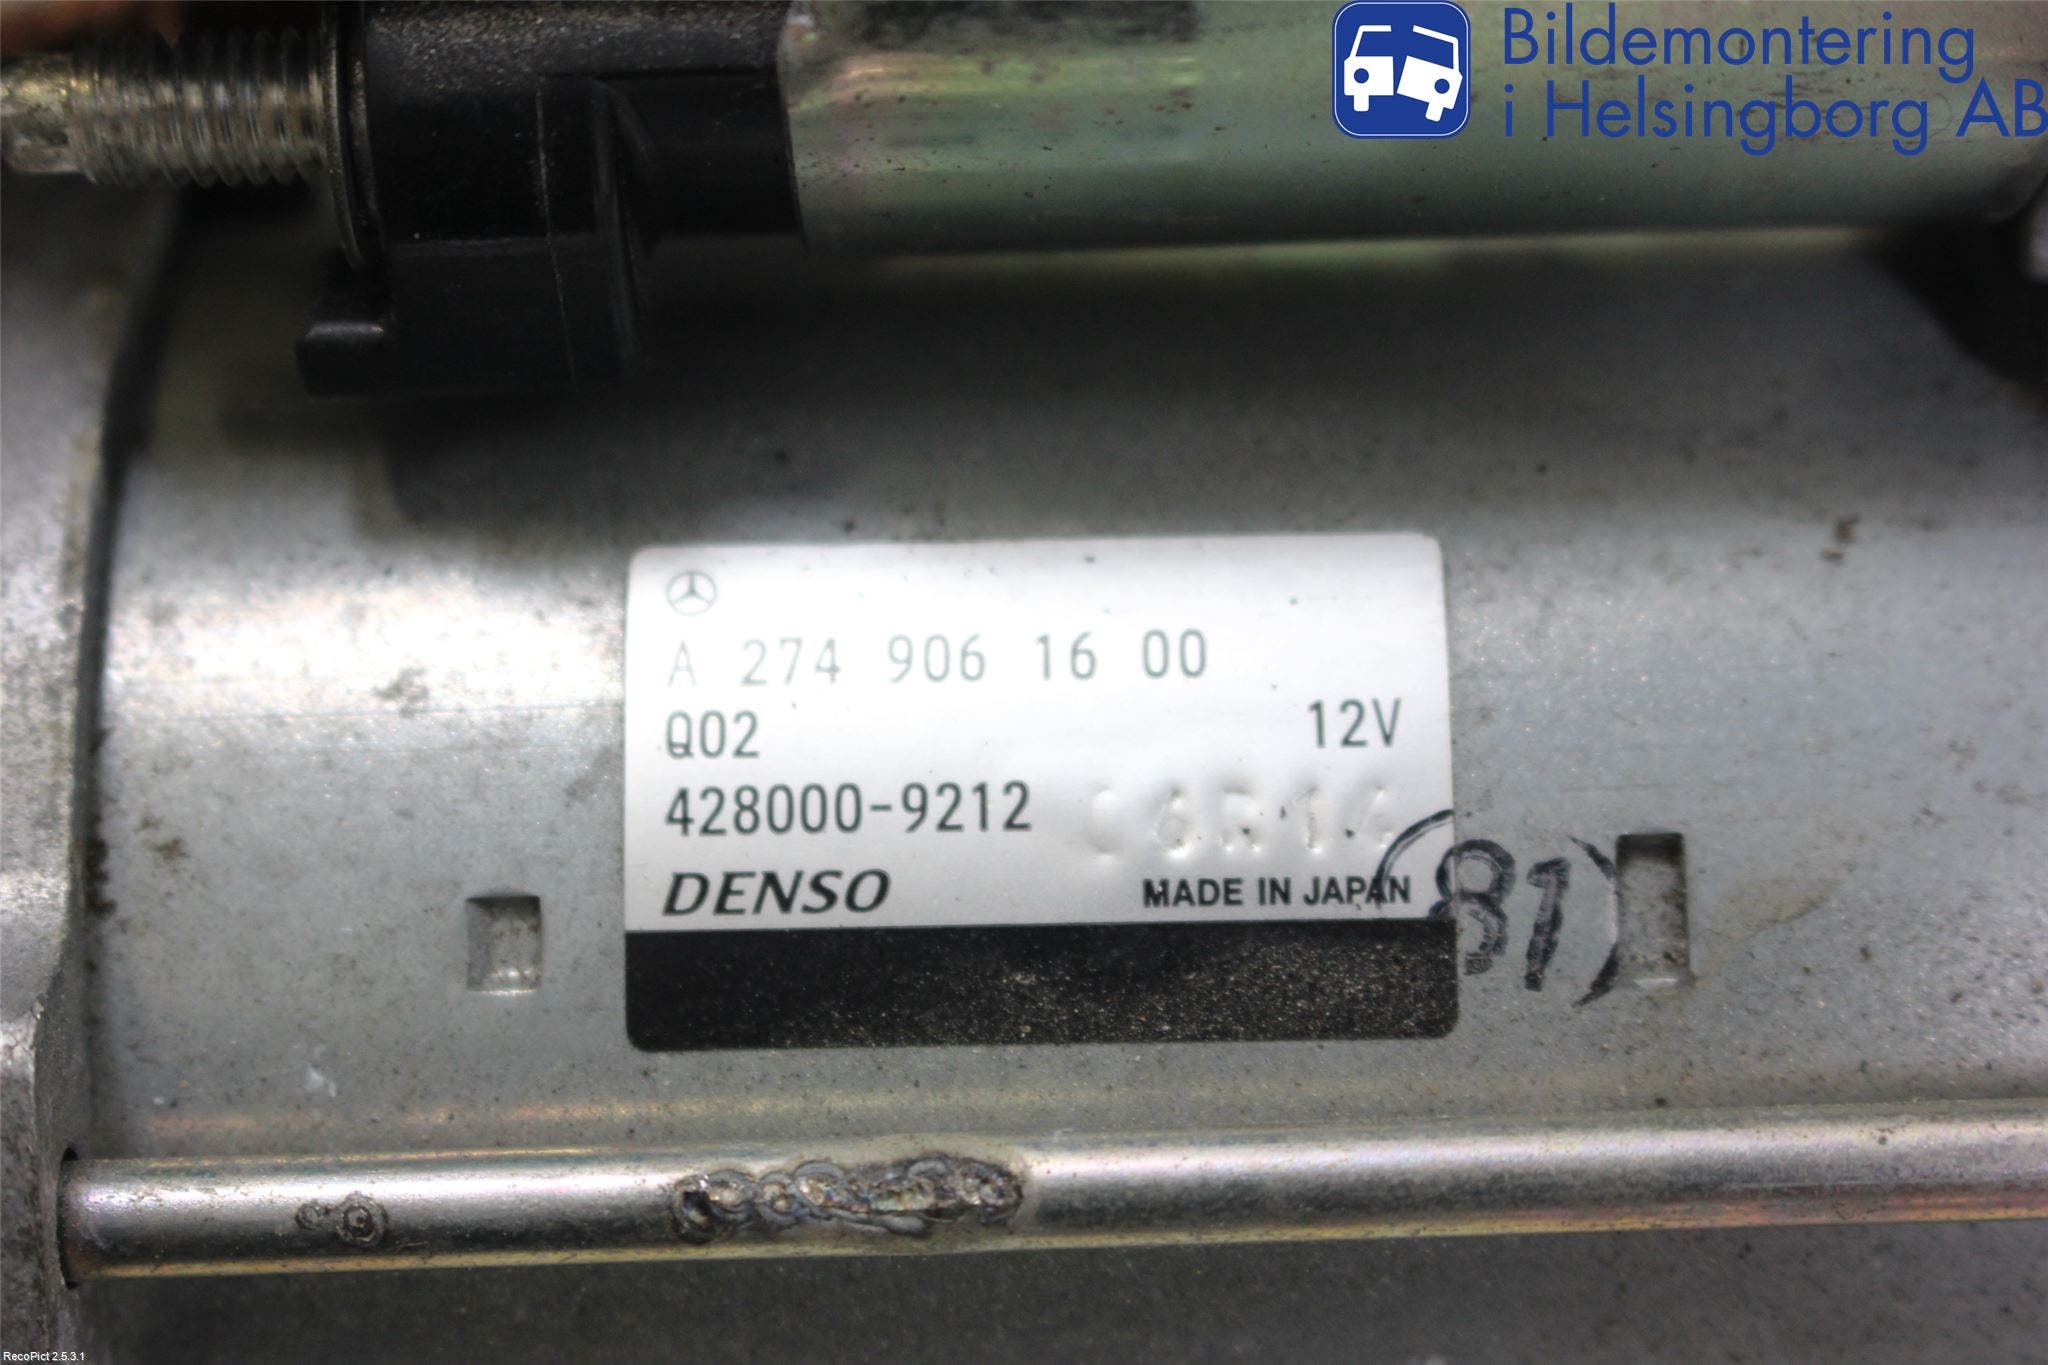 Bildemontering
i Helsingborg AB
A 274 906 16 00
Q02 12V
428000-9212
DENSO MADE IN JAPAN
(81)
RecoPict 2.5.3.1